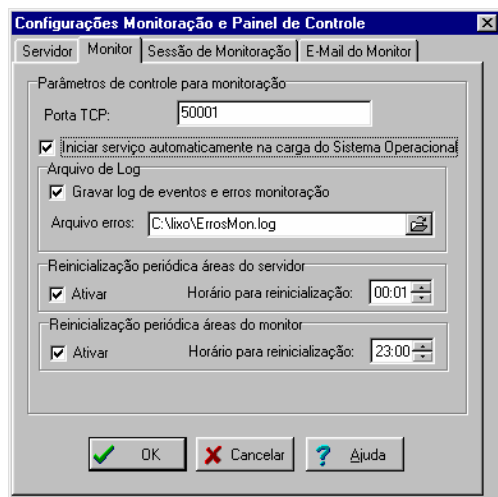 Configurações Monitoração e Painel de Controle
Servidor Monitor Sessão de Monitoração E-Mail do Monitor
Parâmetros de controle para monitoração
Porta TCP: 50001
Iniciar serviço automaticamente na carga do Sistema Operacional
Arquivo de Log
Gravar log de eventos e erros monitoração
Arquivo erros: C:\lixo\ErrosMon.log
Reinicialização periódica áreas do servidor
Ativar Horário para reinicialização: 00:01
Reinicialização periódica áreas do monitor
Ativar Horário para reinicialização: 23:00
OK Cancelar Ajuda